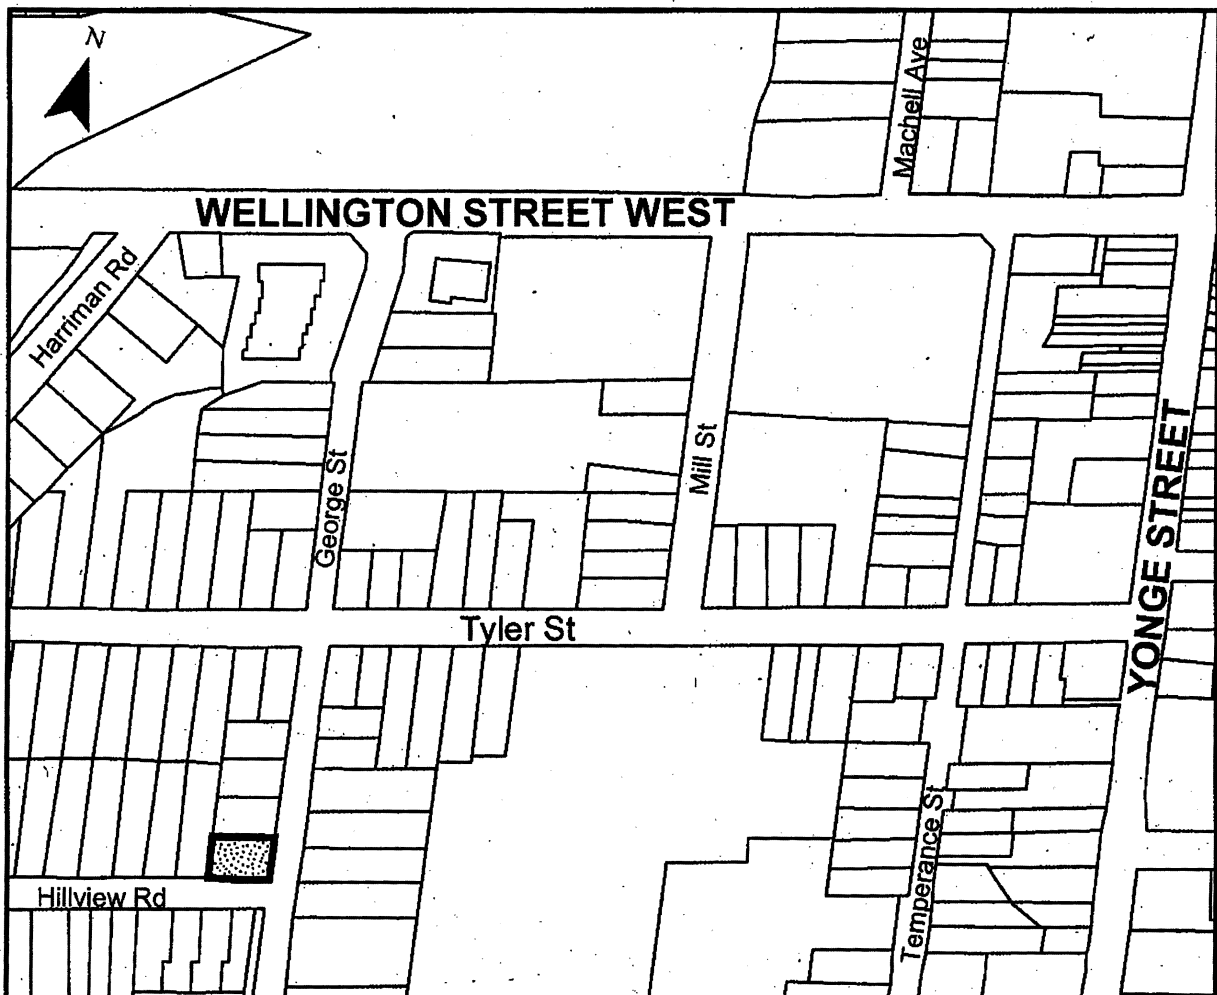 N
Machell Ave
WELLINGTON STREET WEST
Harriman Rd
George St
Mill St
YONGE STREET
Tyler St
Temperance St
Hillview Rd